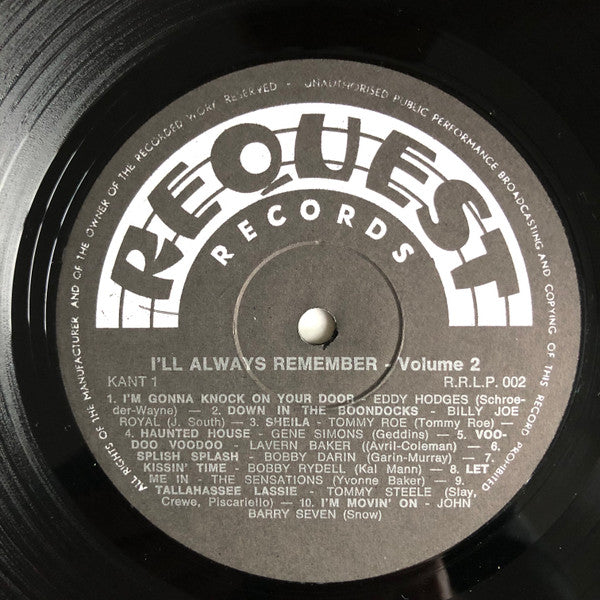 ALL RIGHTS OF THE MANUFACTURER AND OF THE OWNER OF THE RECORDED WORK RESERVED - UNAUTHORISED PUBLIC PERFORMANCE BROADCASTING AND COPYING OF THIS RECORD PROHIBITED
REQUEST
RECORDS
I'LL ALWAYS REMEMBER - Volume 2
KANT 1 R.R.L.P. 002
1. I'M GONNA KNOCK ON YOUR DOOR - EDDY HODGES (Schroe-
der-Wayne) - 2. DOWN IN THE BOONDOCKS - BILLY JOE
ROYAL (J. South) - 3. SHEILA - TOMMY ROE (Tommy Roe) -
4. HAUNTED HOUSE - GENE SIMONS (Geddins) - 5. VOO-
DOO VOODOO - LAVERN BAKER ((Avril-Coleman) - 6.
SPLISH SPLASH - BOBBY DARIN (Garin-Murray) - 7.
KISSIN' TIME - BOBBY RYDELL (Kal Mann) - 8. LET
ME IN - THE SENSATIONS (Yvonne Baker) - 9.
TALLAHASSEE LASSIE - TOMMY STEELE (Slay,
Crewe, Piscariello) - 10. I'M MOVIN' ON - JOHN
BARRY SEVEN (Snow)